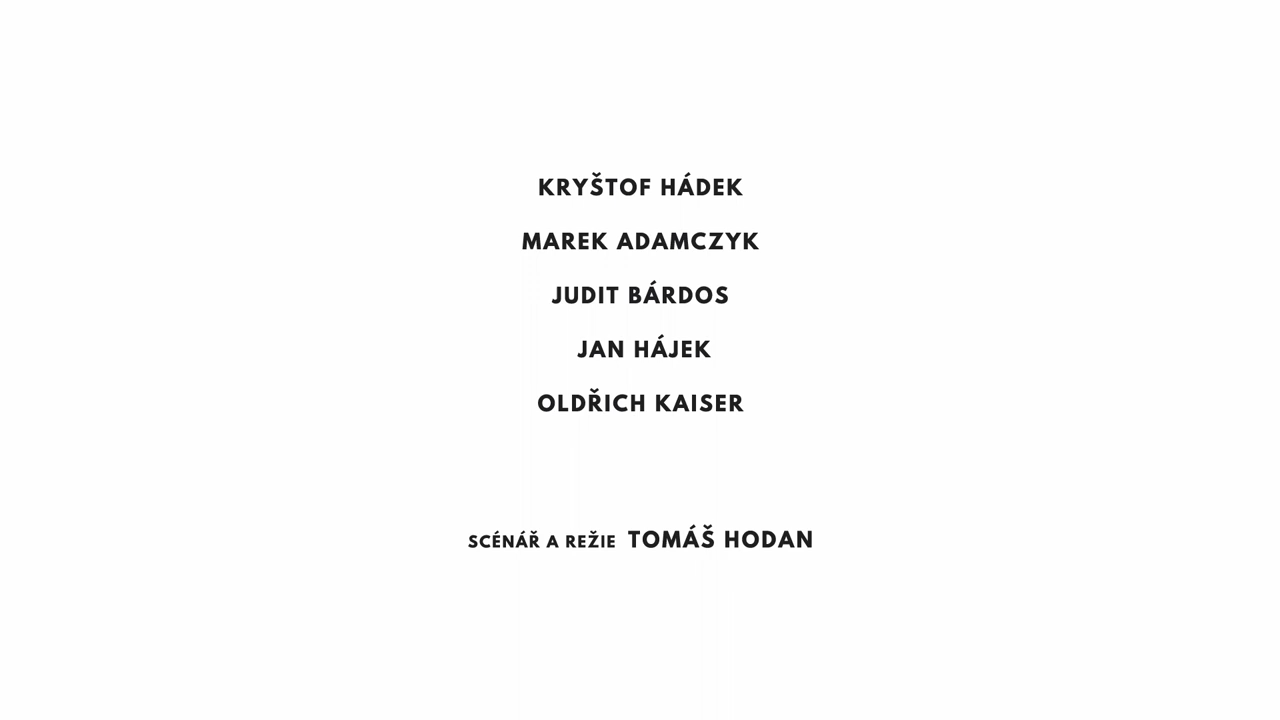 KRYŠTOF HÁDEK
MAREK ADAMCZYK
JUDIT BÁRDOS
JAN HÁJEK
OLDŘICH KAISER
SCÉNÁŘ A REŽIE TOMÁŠ HODAN